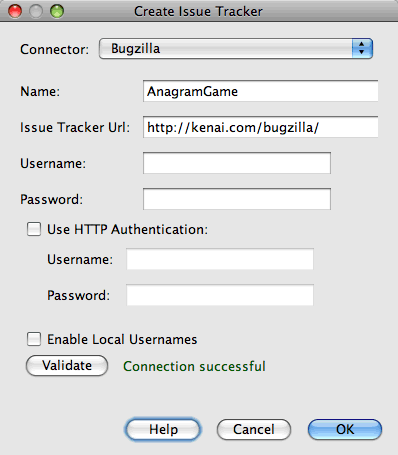 Create Issue Tracker
Connector: Bugzilla
Name: AnagramGame
Issue Tracker Url: http://kenai.com/bugzilla/
Username:
Password:
Use HTTP Authentication:
Username:
Password:
Enable Local Usernames
Validate Connection successful
Help Cancel OK